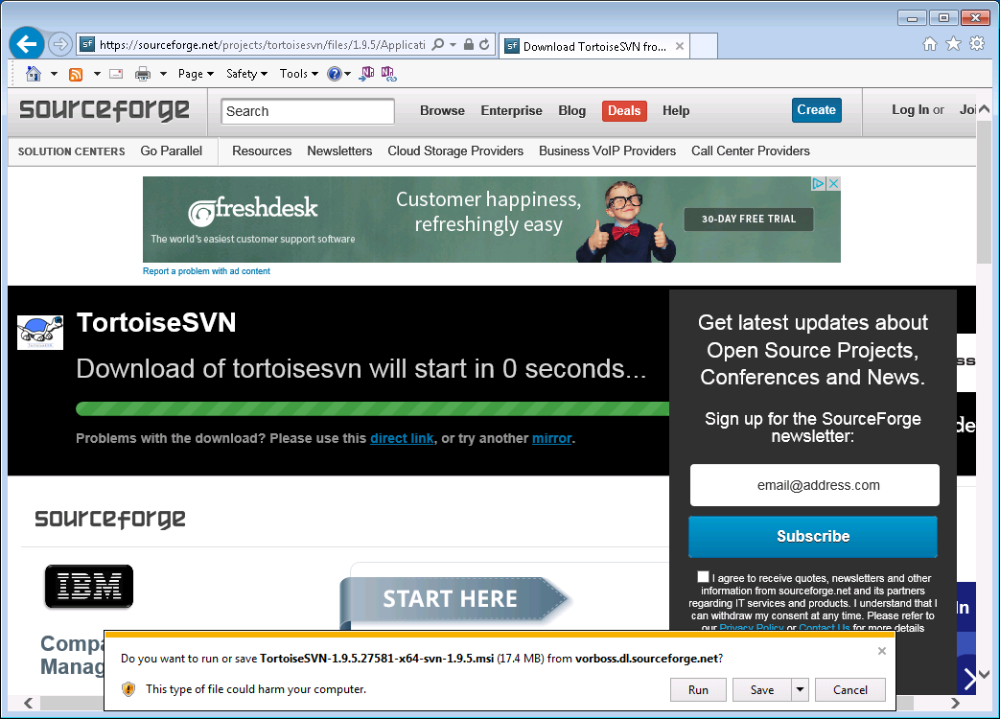 https://sourceforge.net/projects/tortoisesvn/files/1.9.5/Applicati
Download TortoiseSVN fro...
Page Safety Tools
sourceforge
Search
Browse Enterprise Blog Deals Help Create Log In or Joi
SOLUTION CENTERS Go Parallel Resources Newsletters Cloud Storage Providers Business VoIP Providers Call Center Providers
freshdesk
The world's easiest customer support software
Customer happiness,
refreshingly easy
30-DAY FREE TRIAL
Report a problem with ad content
TortoiseSVN
Download of tortoisesvn will start in 0 seconds...
Problems with the download? Please use this direct link, or try another mirror.
Get latest updates about
Open Source Projects,
Conferences and News.
Sign up for the SourceForge
newsletter:
email@address.com
Subscribe
I agree to receive quotes, newsletters and other
information from sourceforge.net and its partners
regarding IT services and products. I understand that I
can withdraw my consent at any time. Please refer to
our Privacy Policy or Contact Us for more details
sourceforge
IBM
START HERE
Compa
Manag
Do you want to run or save TortoiseSVN-1.9.5.27581-x64-svn-1.9.5.msi (17.4 MB) from vorboss.dl.sourceforge.net?
This type of file could harm your computer.
Run Save Cancel